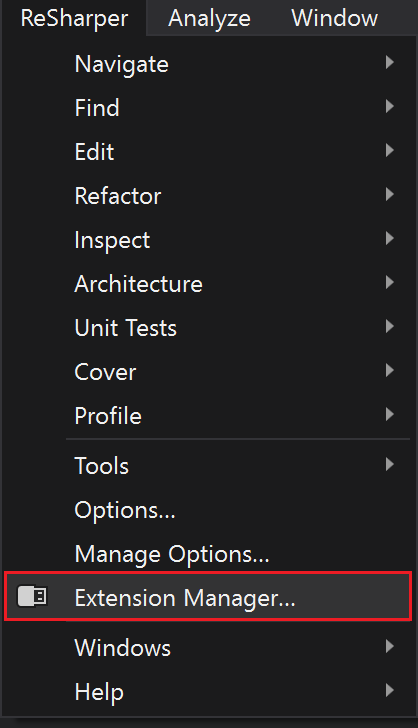 ReSharper Analyze Window
Navigate
Find
Edit
Refactor
Inspect
Architecture
Unit Tests
Cover
Profile
Tools
Options...
Manage Options...
Extension Manager...
Windows
Help